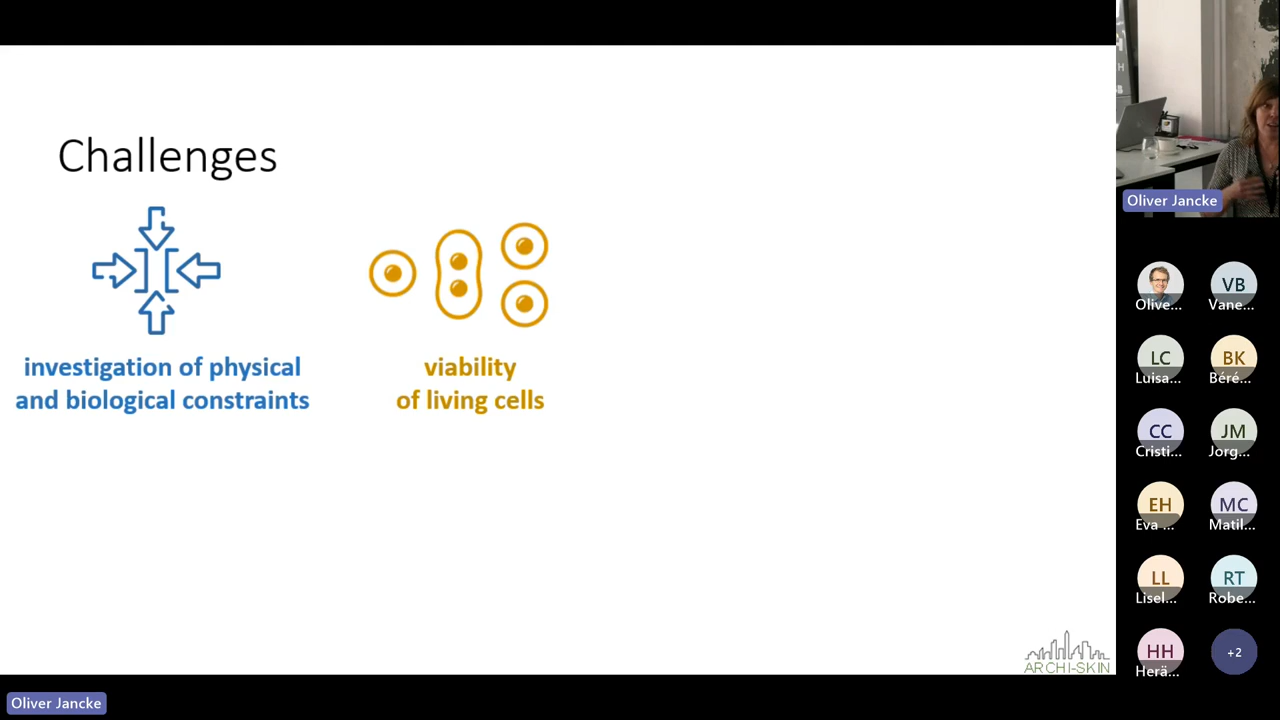 Challenges
investigation of physical
and biological constraints
viability
of living cells
ARCHI-SKIN
Oliver Jancke
Olive...
VB
Vane...
LC
Luisa...
BK
Béré...
CC
Cristi...
JM
Jorg...
EH
Eva ...
MC
Matil...
LL
Lisel...
RT
Robe...
HH
Herä...
+2
Oliver Jancke